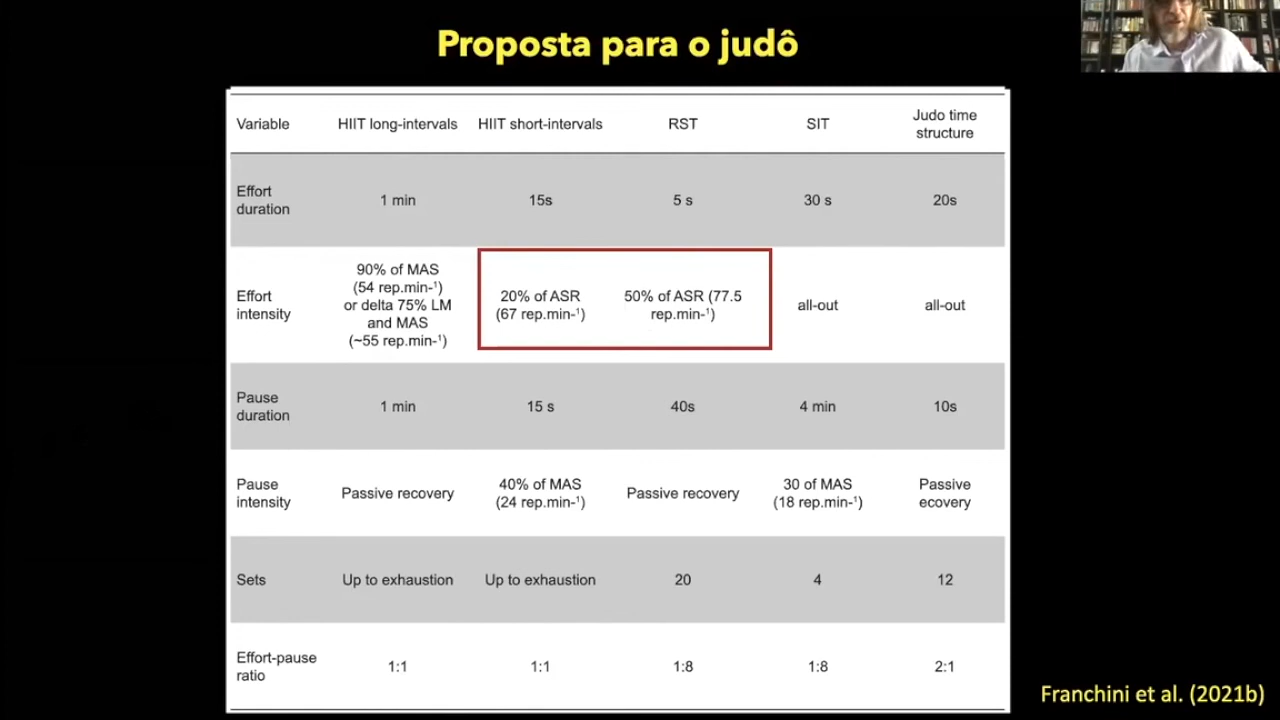 Proposta para o judô
Variable HIIT long-intervals HIIT short-intervals RST SIT Judo time structure
Effort duration 1 min 15s 5 s 30 s 20s
Effort intensity 90% of MAS (54 rep.min-¹) or delta 75% LM and MAS (~55 rep.min-¹) 20% of ASR (67 rep.min-¹) 50% of ASR (77.5 rep.min-¹) all-out all-out
Pause duration 1 min 15 s 40s 4 min 10s
Pause intensity Passive recovery 40% of MAS (24 rep.min-¹) Passive recovery 30 of MAS (18 rep.min-¹) Passive ecovery
Sets Up to exhaustion Up to exhaustion 20 4 12
Effort-pause ratio 1:1 1:1 1:8 1:8 2:1
Franchini et al. (2021b)